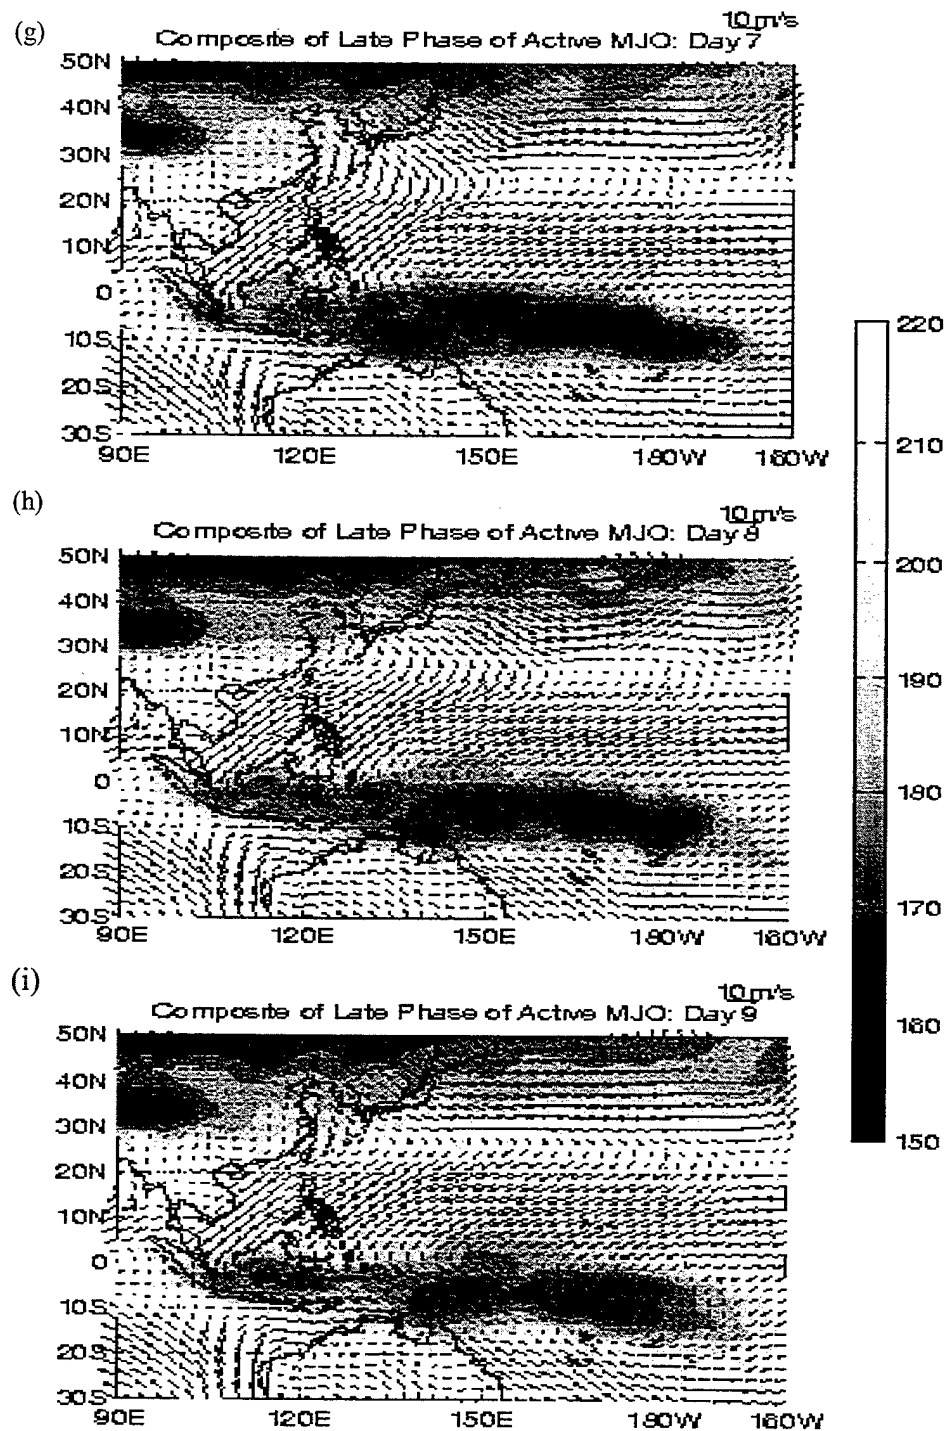 (g)
10 m/s
Composite of Late Phase of Active MJO: Day 7
50N
40N
30N
20N
10N
0
10S
20S
30S
90E 120E 150E 180W 160W
(h)
10 m/s
Composite of Late Phase of Active MJO: Day 8
50N
40N
30N
20N
10N
0
10S
20S
30S
90E 120E 150E 180W 160W
(i)
10 m/s
Composite of Late Phase of Active MJO: Day 9
50N
40N
30N
20N
10N
0
10S
20S
30S
90E 120E 150E 180W 160W
220
210
200
190
180
170
160
150